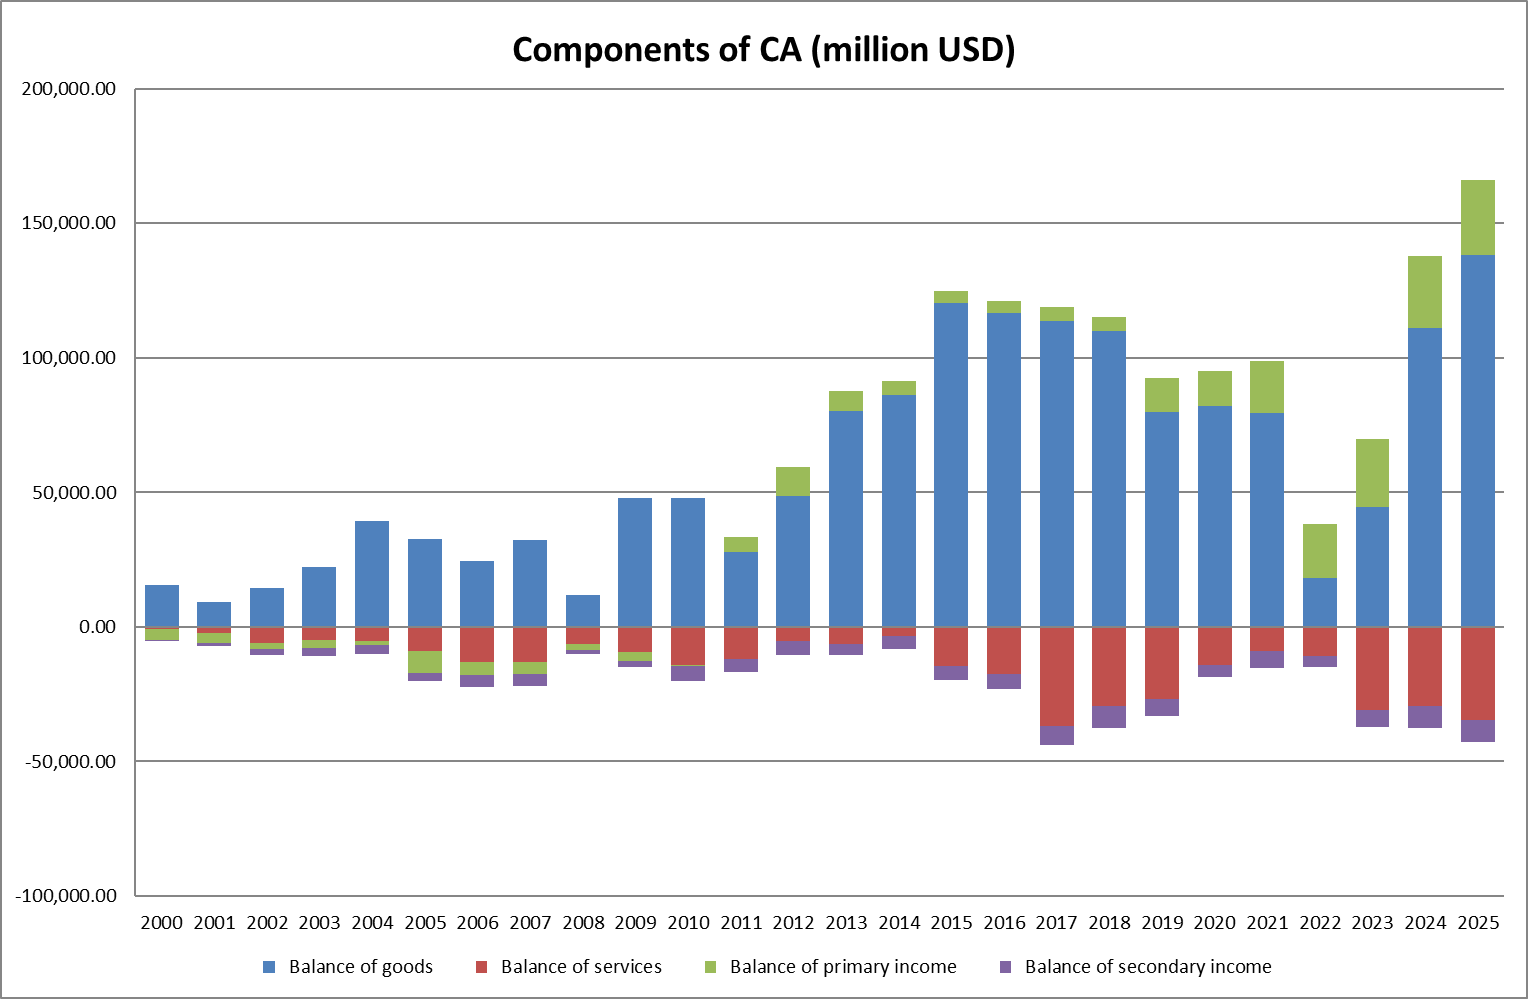 Components of CA (million USD)
200,000.00
150,000.00
100,000.00
50,000.00
0.00
-50,000.00
-100,000.00
2000 2001 2002 2003 2004 2005 2006 2007 2008 2009 2010 2011 2012 2013 2014 2015 2016 2017 2018 2019 2020 2021 2022 2023 2024 2025
Balance of goods Balance of services Balance of primary income Balance of secondary income